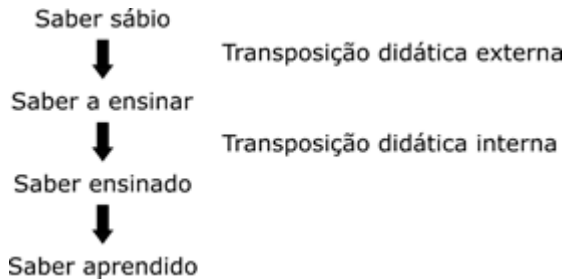 Saber sábio
Transposição didática externa
Saber a ensinar
Transposição didática interna
Saber ensinado
Saber aprendido